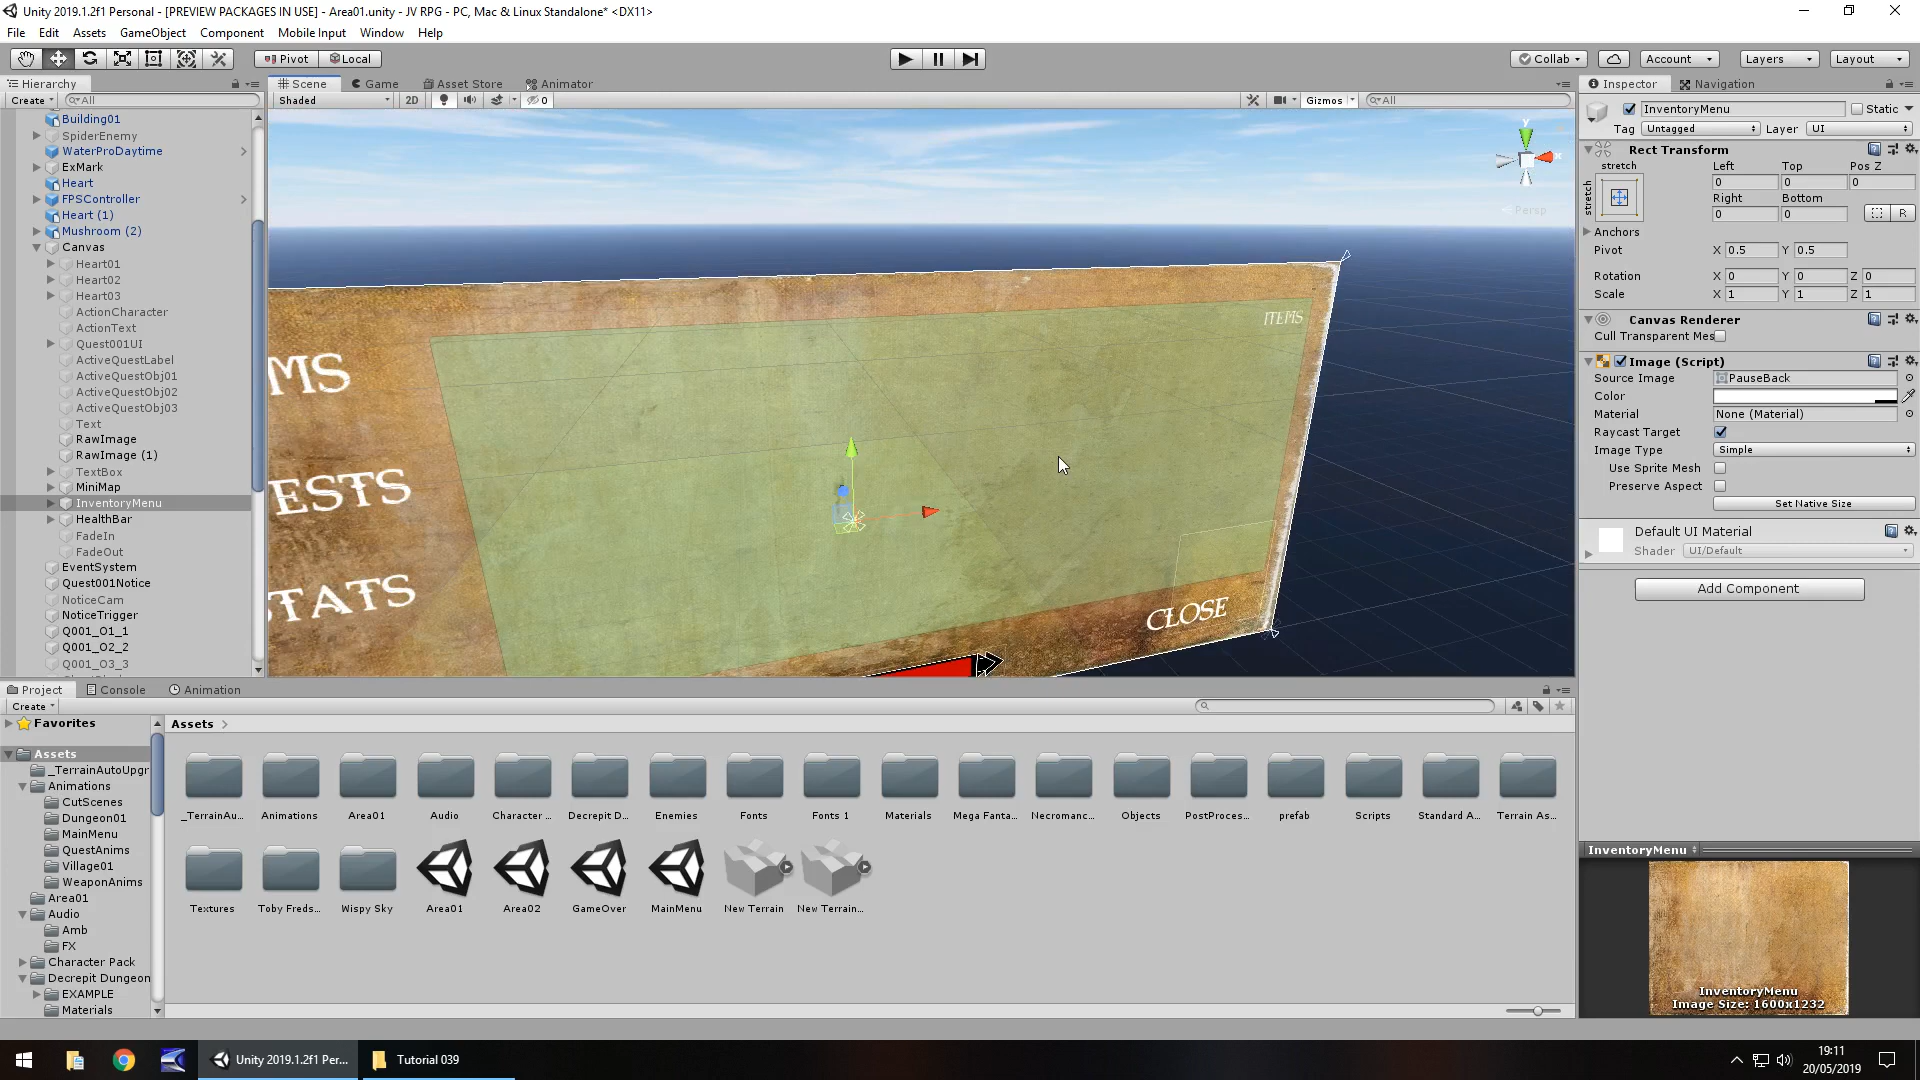 Unity 2019.1.2f1 Personal - [PREVIEW PACKAGES IN USE] - Area01.unity - JV RPG - PC, Mac & Linux Standalone* <DX11>
File Edit Assets GameObject Component Mobile Input Window Help
Pivot Local
Collab Account Layers Layout
Hierarchy
Create All
Building01
SpiderEnemy
WaterProDaytime
ExMark
Heart
FPSController
Heart (1)
Mushroom (2)
Canvas
Heart01
Heart02
Heart03
ActionCharacter
ActionText
Quest001UI
ActiveQuestLabel
ActiveQuestObj01
ActiveQuestObj02
ActiveQuestObj03
Text
RawImage
RawImage (1)
TextBox
MiniMap
InventoryMenu
HealthBar
FadeIn
FadeOut
EventSystem
Quest001Notice
NoticeCam
NoticeTrigger
Q001_O1_1
Q001_O2_2
Q001_O3_3
Scene Game Asset Store Animator
Shaded 2D 0 Gizmos All
y
x
Persp
ITEMS
MS
ESTS
TATS
CLOSE
Inspector Navigation
InventoryMenu Static
Tag Untagged Layer UI
Rect Transform
stretch Left Top Pos Z
stretch
0 0 0
Right Bottom
0 0 R
Anchors
Pivot X 0.5 Y 0.5
Rotation X 0 Y 0 Z 0
Scale X 1 Y 1 Z 1
Canvas Renderer
Cull Transparent Mes
Image (Script)
Source Image PauseBack
Color
Material None (Material)
Raycast Target
Image Type Simple
Use Sprite Mesh
Preserve Aspect
Set Native Size
Default UI Material
Shader UI/Default
Add Component
InventoryMenu
InventoryMenu
Image Size: 1600x1232
Project Console Animation
Create
Favorites
Assets
_TerrainAutoUpgr
Animations
CutScenes
Dungeon01
MainMenu
QuestAnims
Village01
WeaponAnims
Area01
Audio
Amb
FX
Character Pack
Decrepit Dungeon
EXAMPLE
Materials
Assets
_TerrainAu... Animations Area01 Audio Character ... Decrepit D... Enemies Fonts Fonts 1 Materials Mega Fanta... Necromanc... Objects PostProces... prefab Scripts Standard A... Terrain As...
Textures Toby Freds... Wispy Sky Area01 Area02 GameOver MainMenu New Terrain New Terrain...
Unity 2019.1.2f1 Per... Tutorial 039
19:11
20/05/2019